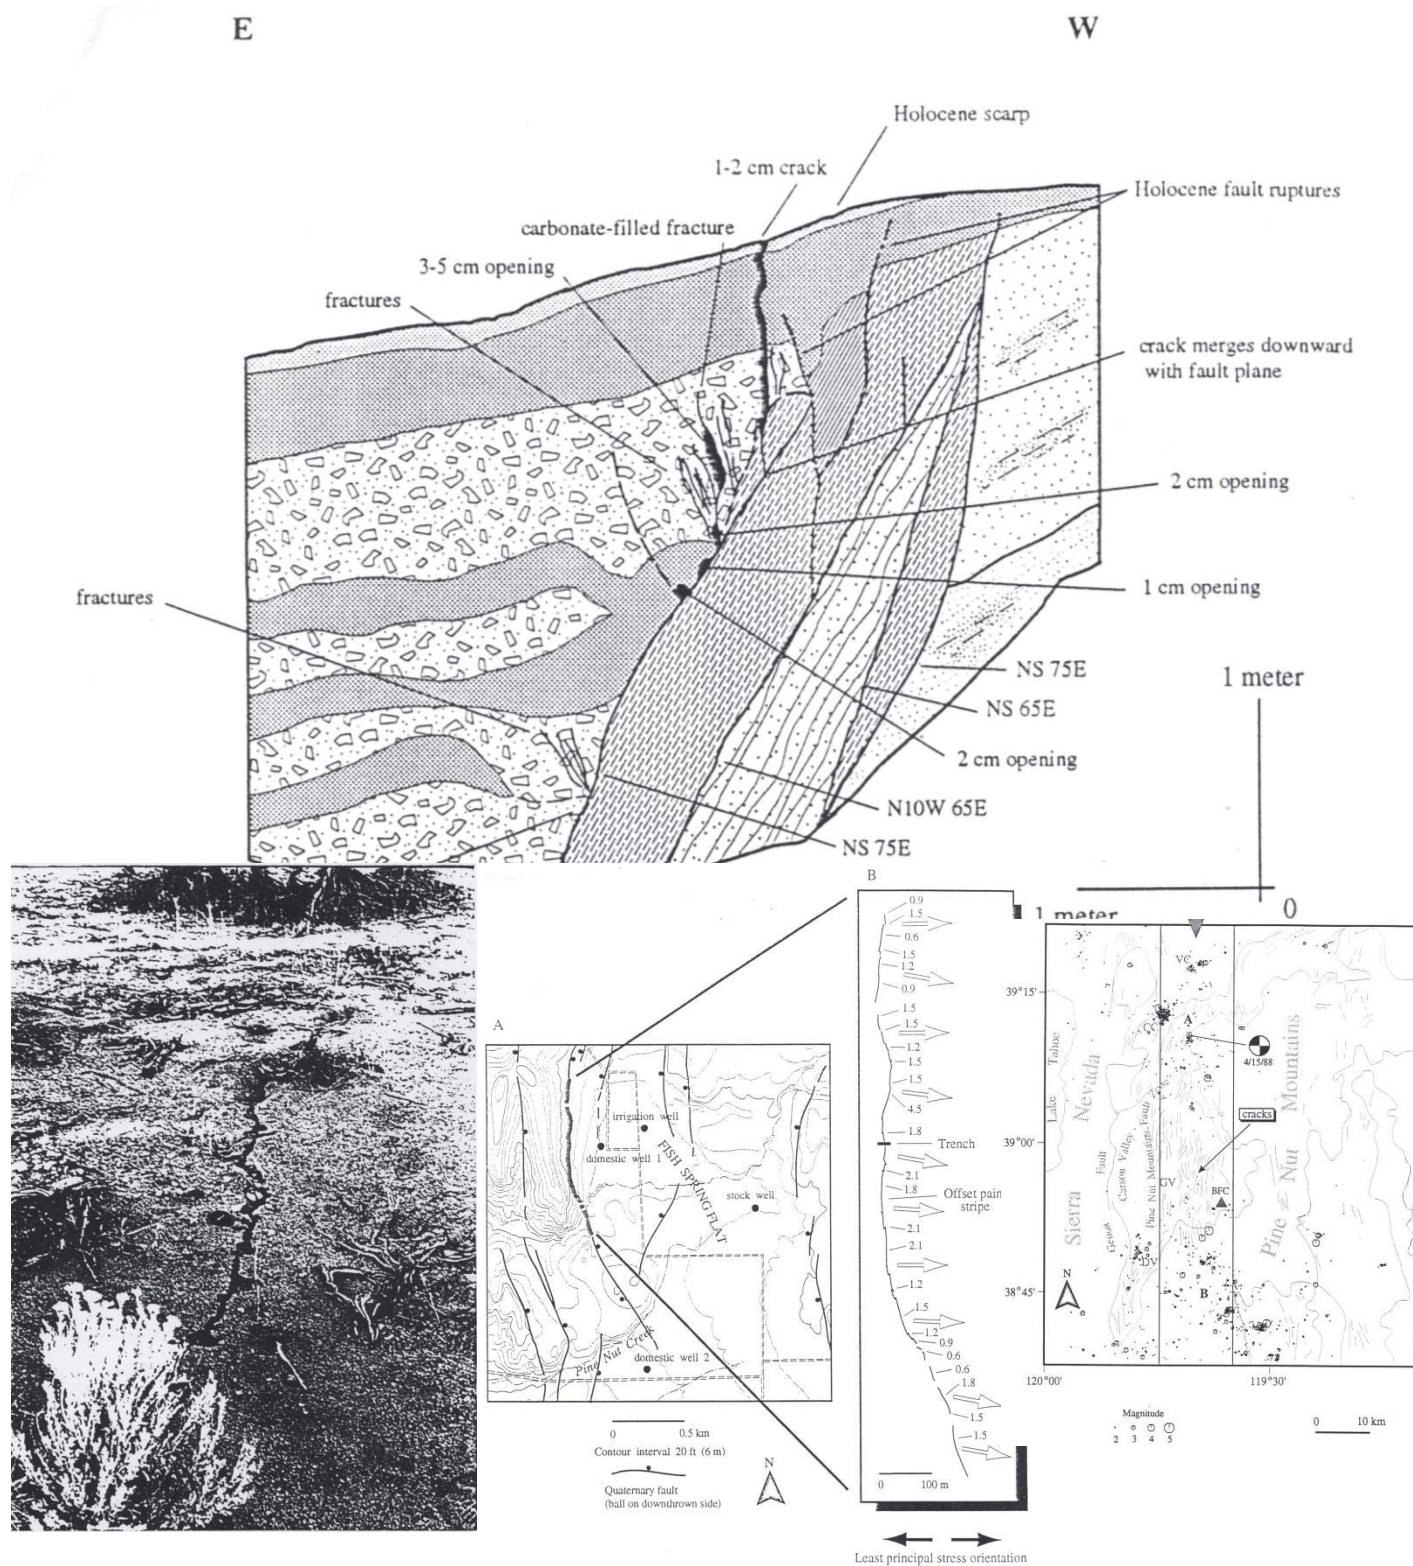 E
W
Holocene scarp
1-2 cm crack
Holocene fault ruptures
carbonate-filled fracture
3-5 cm opening
fractures
crack merges downward
with fault plane
2 cm opening
1 cm opening
fractures
NS 75E
1 meter
NS 65E
2 cm opening
N10W 65E
NS 75E
1 meter
0
A
irrigation well
domestic well 1
FISH SPRING FLAT
stock well
Pine Nut Creek
domestic well 2
0 0.5 km
Contour interval 20 ft (6 m)
Quaternary fault
(ball on downthrown side)
N
B
0.9
1.5
0.6
1.5
1.2
0.9
1.5
1.5
1.2
1.5
1.5
4.5
1.8
Trench
2.1
1.8
Offset pain
stripe
2.1
2.1
1.2
1.5
1.2
0.9
0.6
0.6
1.8
1.5
1.5
0 100 m
Least principal stress orientation
39°15'
39°00'
38°45'
120°00'
119°30'
VC
CC
A
4/15/88
cracks
Lake Tahoe
Sierra Nevada
Genoa Fault
Carson Valley
Pine Nut Mountains Fault Zone
GV
BFC
DV
B
Pine Nut Mountains
N
Magnitude
2 3 4 5
0 10 km